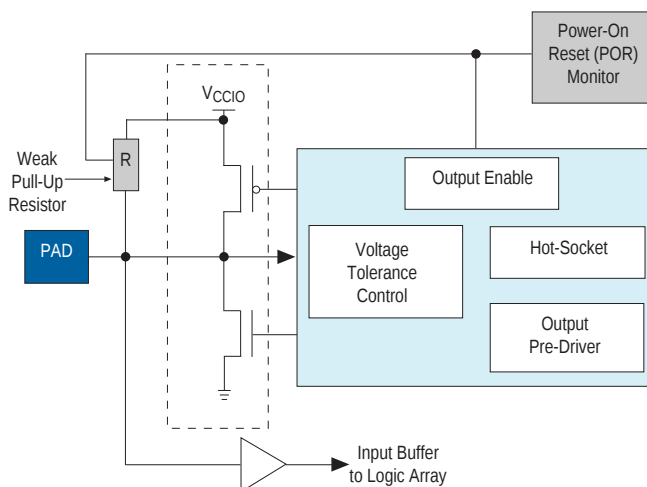 Power-On
Reset (POR)
Monitor
VCCIO
R
Weak
Pull-Up
Resistor
Output Enable
PAD
Voltage
Tolerance
Control
Hot-Socket
Output
Pre-Driver
Input Buffer
to Logic Array